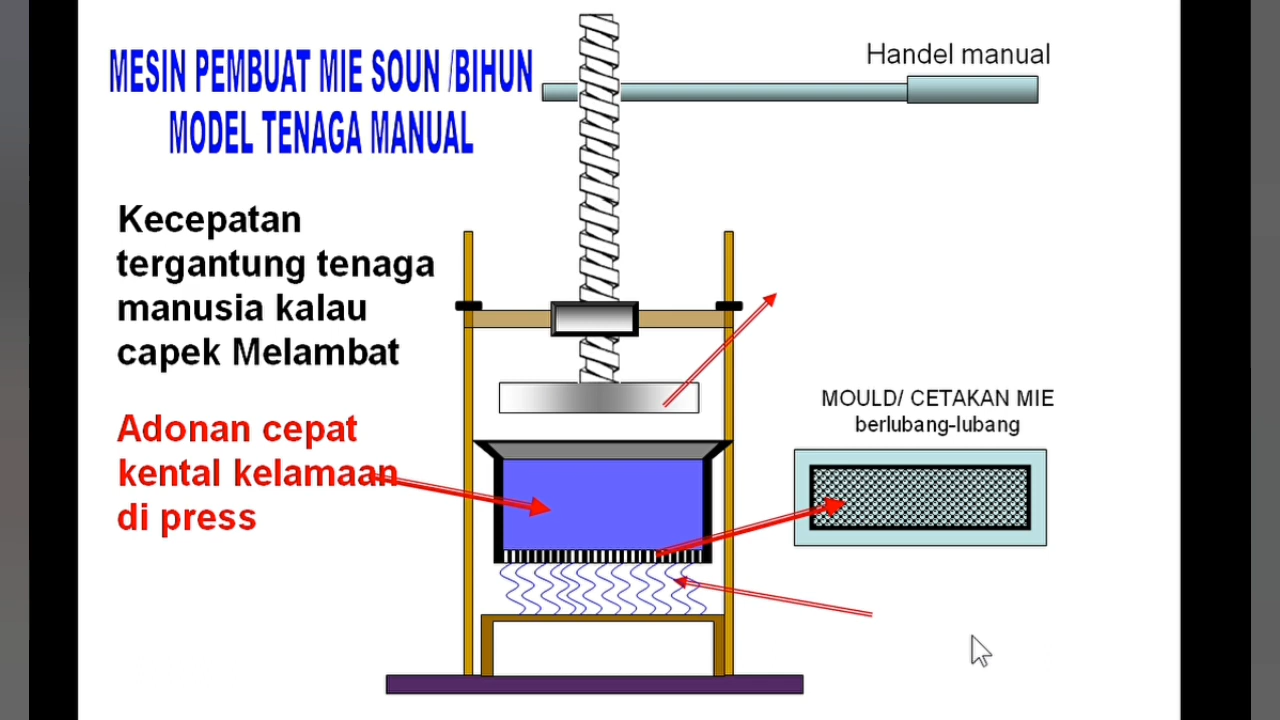 MESIN PEMBUAT MIE SOUN /BIHUN
MODEL TENAGA MANUAL
Handel manual
Kecepatan
tergantung tenaga
manusia kalau
capek Melambat
Adonan cepat
kental kelamaan
di press
MOULD/ CETAKAN MIE
berlubang-lubang